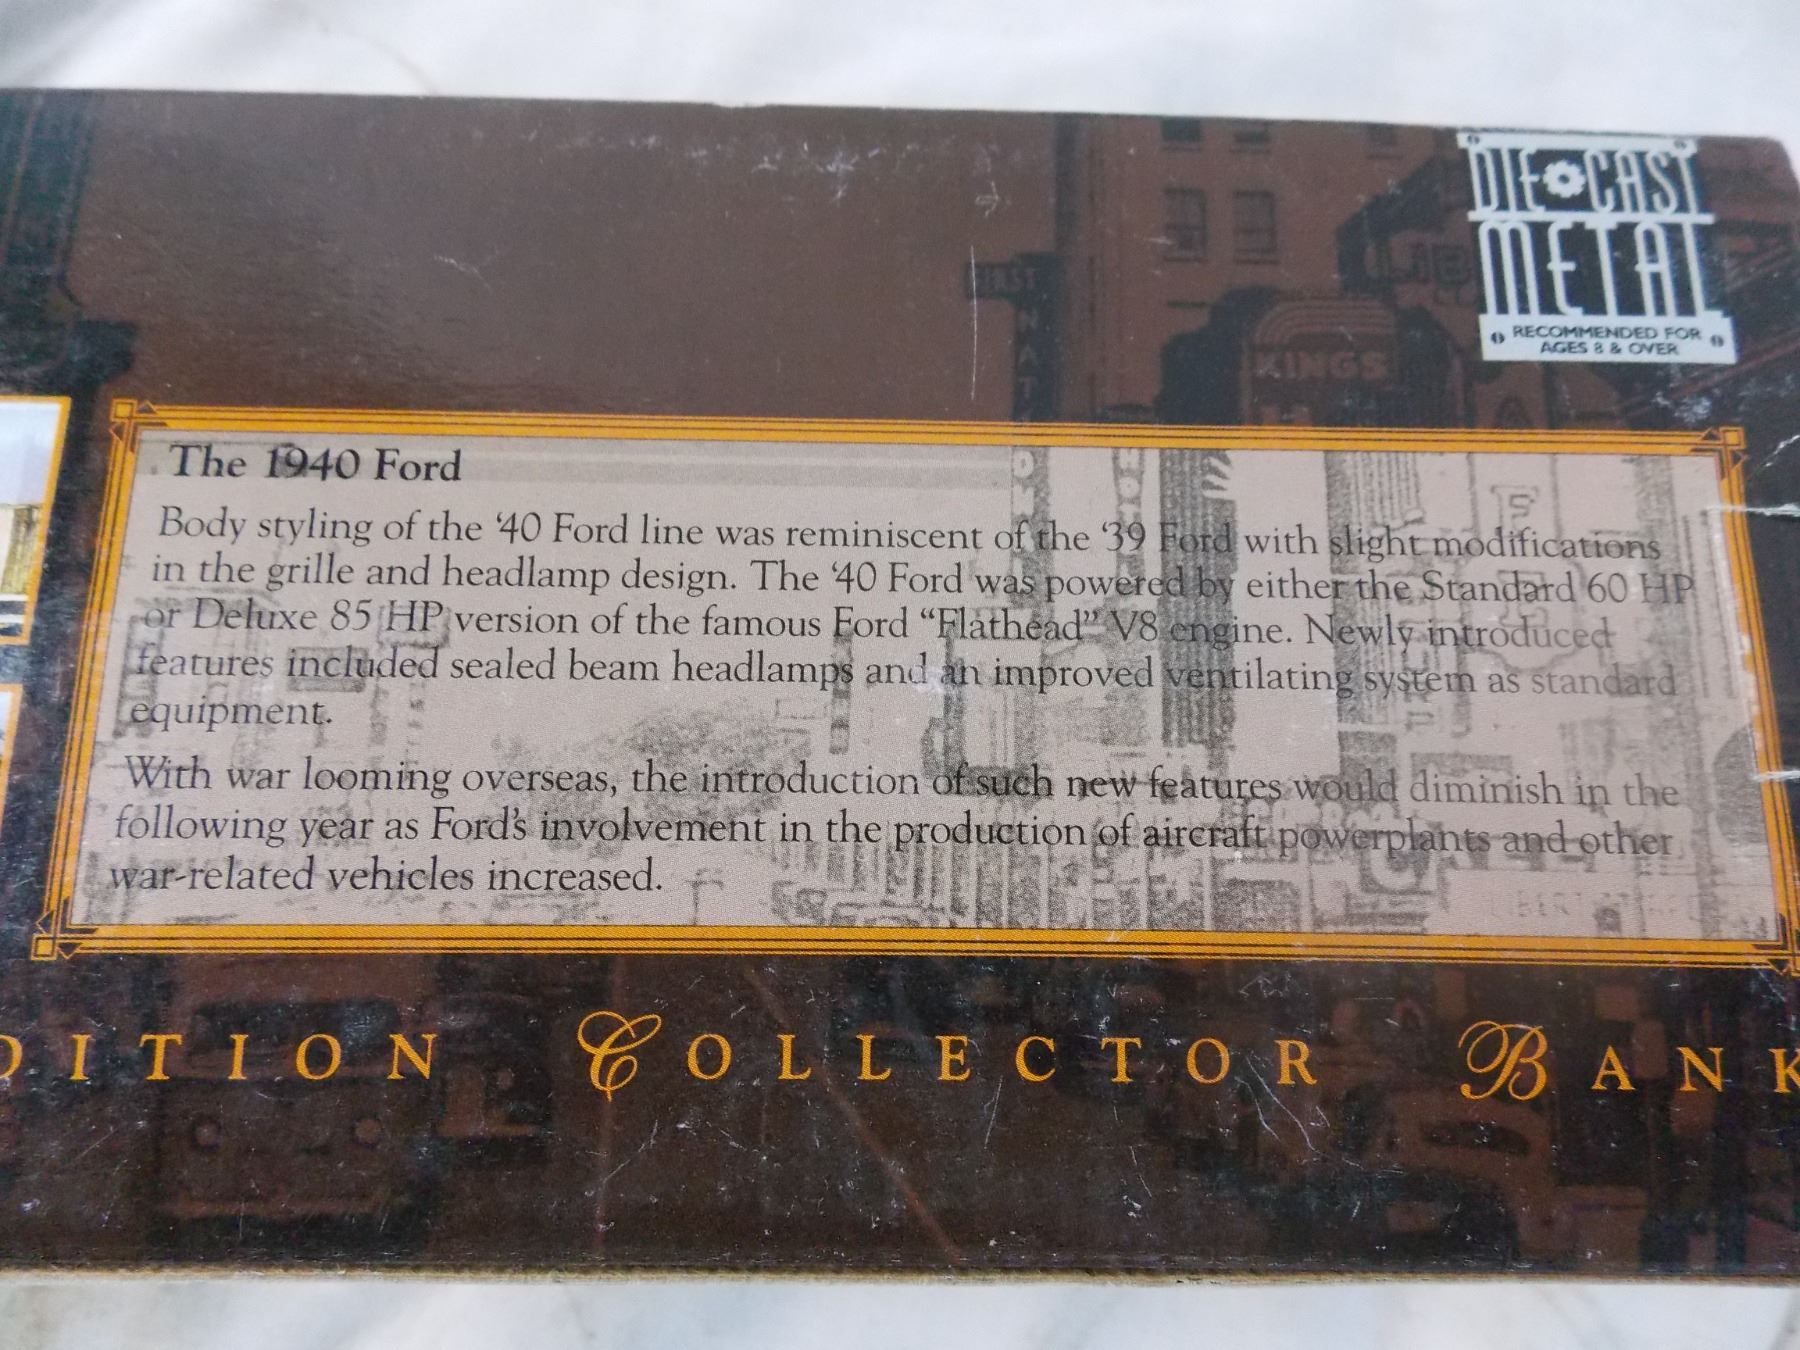 DIE CAST
METAL
RECOMMENDED FOR
AGES 8 & OVER
FIRST
NAT
KINGS
The 1940 Ford
Body styling of the '40 Ford line was reminiscent of the '39 Ford with slight modifications
in the grille and headlamp design. The '40 Ford was powered by either the Standard 60 HP
or Deluxe 85 HP version of the famous Ford “Flathead” V8 engine. Newly introduced
features included sealed beam headlamps and an improved ventilating system as standard
equipment.
With war looming overseas, the introduction of such new features would diminish in the
following year as Ford's involvement in the production of aircraft powerplants and other
war-related vehicles increased.
DITION COLLECTOR BANK